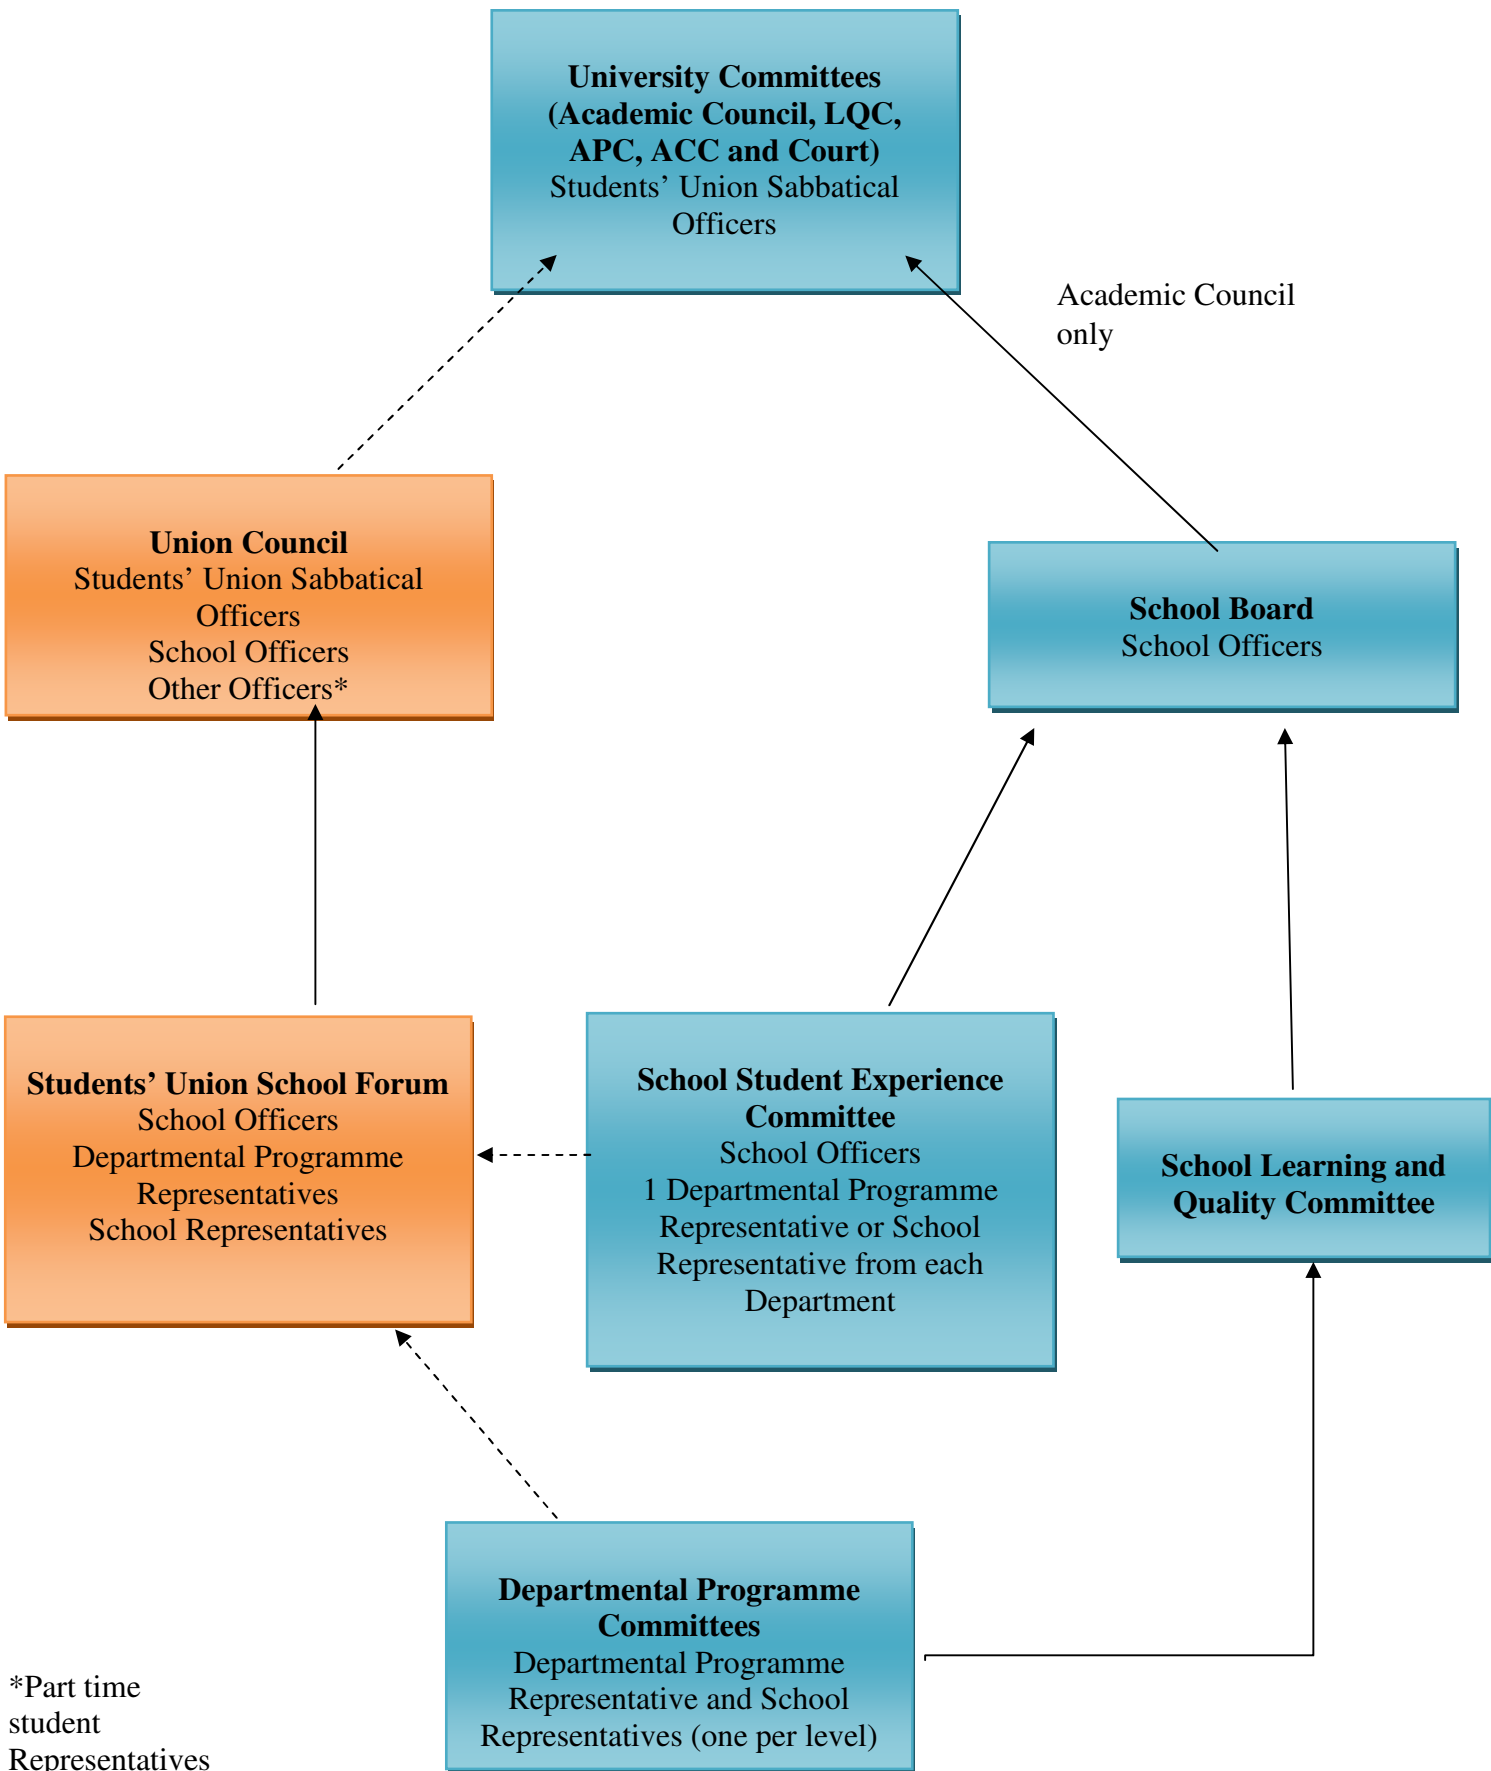 University Committees
(Academic Council, LQC,
APC, ACC and Court)
Students’ Union Sabbatical
Officers
Academic Council
only
Union Council
Students’ Union Sabbatical
Officers
School Officers
Other Officers*
School Board
School Officers
Students’ Union School Forum
School Officers
Departmental Programme
Representatives
School Representatives
School Student Experience
Committee
School Officers
1 Departmental Programme
Representative or School
Representative from each
Department
School Learning and
Quality Committee
Departmental Programme
Committees
Departmental Programme
Representative and School
Representatives (one per level)
*Part time
student
Representatives